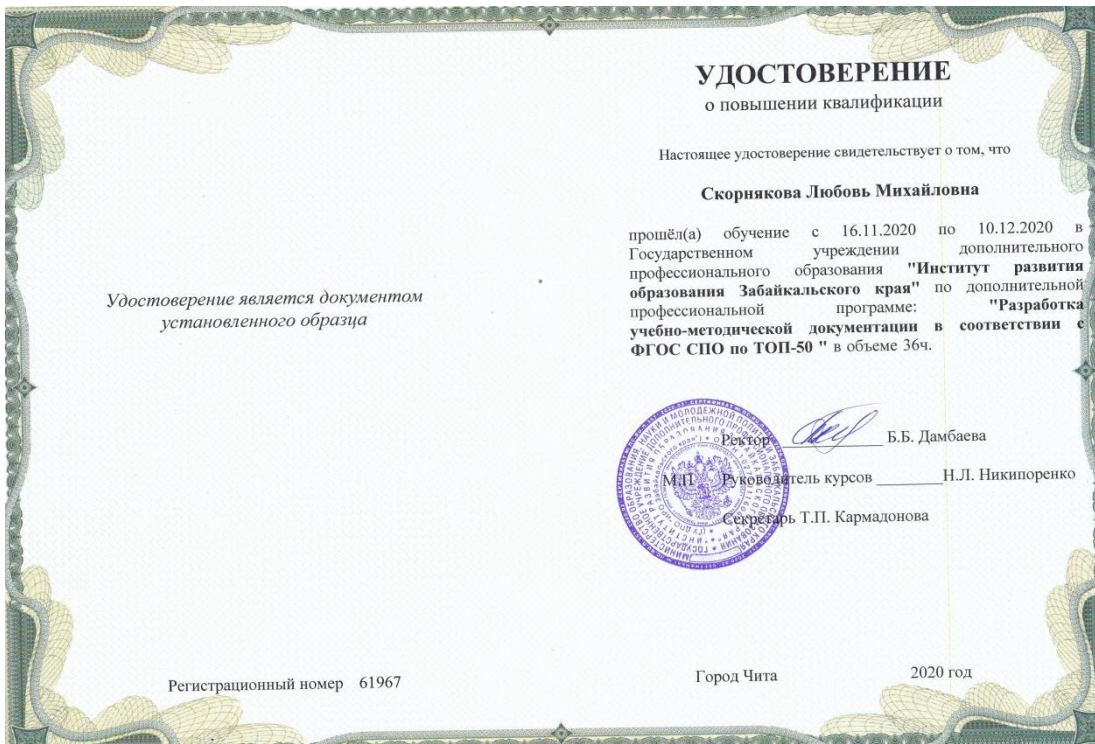 Удостоверение является документом
установленного образца
Регистрационный номер 61967
УДОСТОВЕРЕНИЕ
о повышении квалификации
Настоящее удостоверение свидетельствует о том, что
Скорнякова Любовь Михайловна
прошёл(а) обучение с 16.11.2020 по 10.12.2020 в
Государственном учреждении дополнительного
профессионального образования "Институт развития
образования Забайкальского края" по дополнительной
профессиональной программе: "Разработка
учебно-методической документации в соответствии с
ФГОС СПО по ТОП-50 " в объеме 36ч.
Ректор Б.Б. Дамбаева
М.П Руководитель курсов ________Н.Л. Никипоренко
Секретарь Т.П. Кармадонова
Город Чита 2020 год